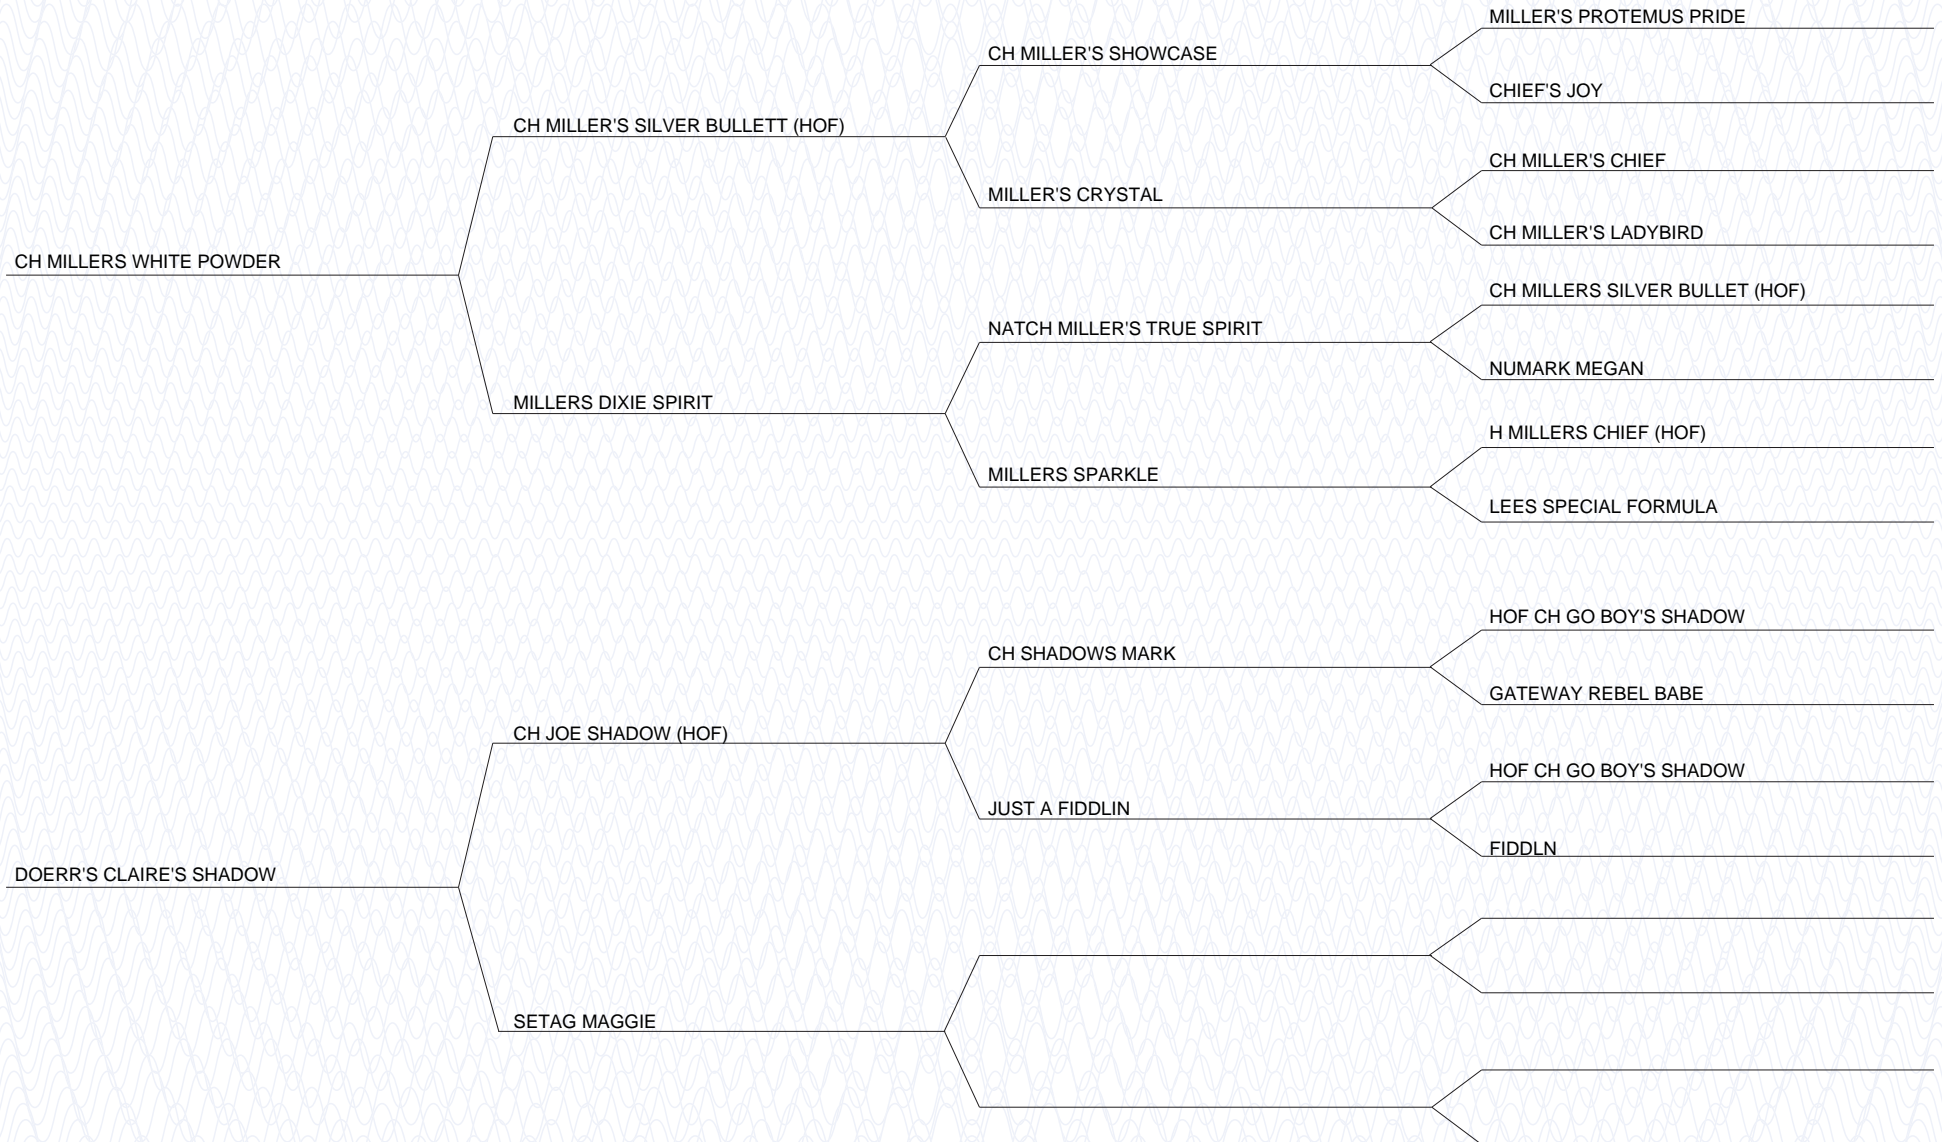 MILLER'S PROTEMUS PRIDE
CH MILLER'S SHOWCASE
CHIEF'S JOY
CH MILLER'S SILVER BULLETT (HOF)
CH MILLER'S CHIEF
MILLER'S CRYSTAL
CH MILLER'S LADYBIRD
CH MILLERS WHITE POWDER
CH MILLERS SILVER BULLET (HOF)
NATCH MILLER'S TRUE SPIRIT
NUMARK MEGAN
MILLERS DIXIE SPIRIT
H MILLERS CHIEF (HOF)
MILLERS SPARKLE
LEES SPECIAL FORMULA
HOF CH GO BOY'S SHADOW
CH SHADOWS MARK
GATEWAY REBEL BABE
CH JOE SHADOW (HOF)
HOF CH GO BOY'S SHADOW
JUST A FIDDLIN
FIDDLN
DOERR'S CLAIRE'S SHADOW
SETAG MAGGIE